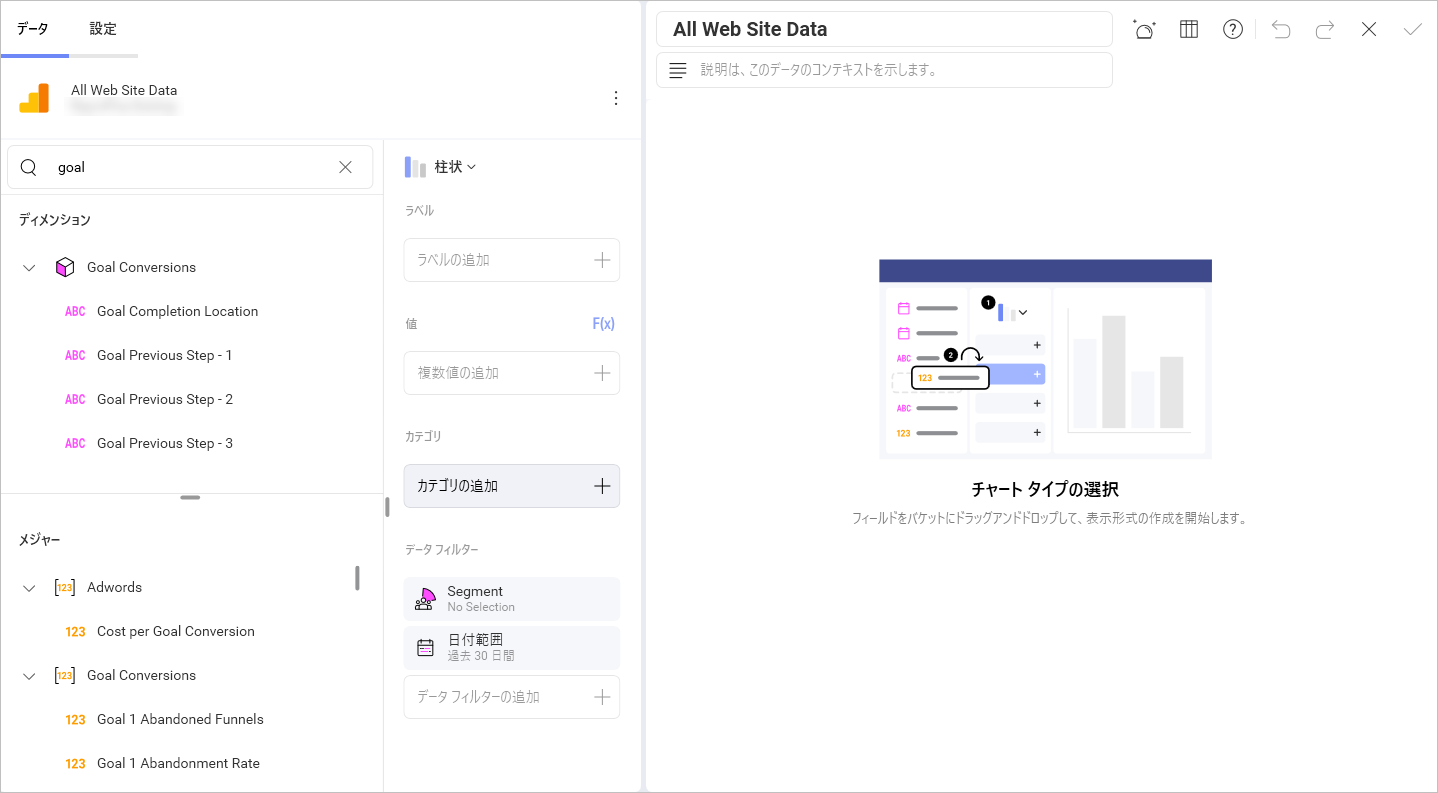 データ
設定
All Web Site Data
goal
ディメンション
Goal Conversions
ABC Goal Completion Location
ABC Goal Previous Step - 1
ABC Goal Previous Step - 2
ABC Goal Previous Step - 3
メジャー
[123] Adwords
123 Cost per Goal Conversion
[123] Goal Conversions
123 Goal 1 Abandoned Funnels
123 Goal 1 Abandonment Rate
柱状
ラベル
ラベルの追加
値 F(x)
複数値の追加
カテゴリ
カテゴリの追加
データ フィルター
Segment
No Selection
日付範囲
過去 30 日間
データ フィルターの追加
All Web Site Data
説明は、このデータのコンテキストを示します。
1
ABC
2
123
ABC
123
チャート タイプの選択
フィールドをバケットにドラッグアンドドロップして、表示形式の作成を開始します。